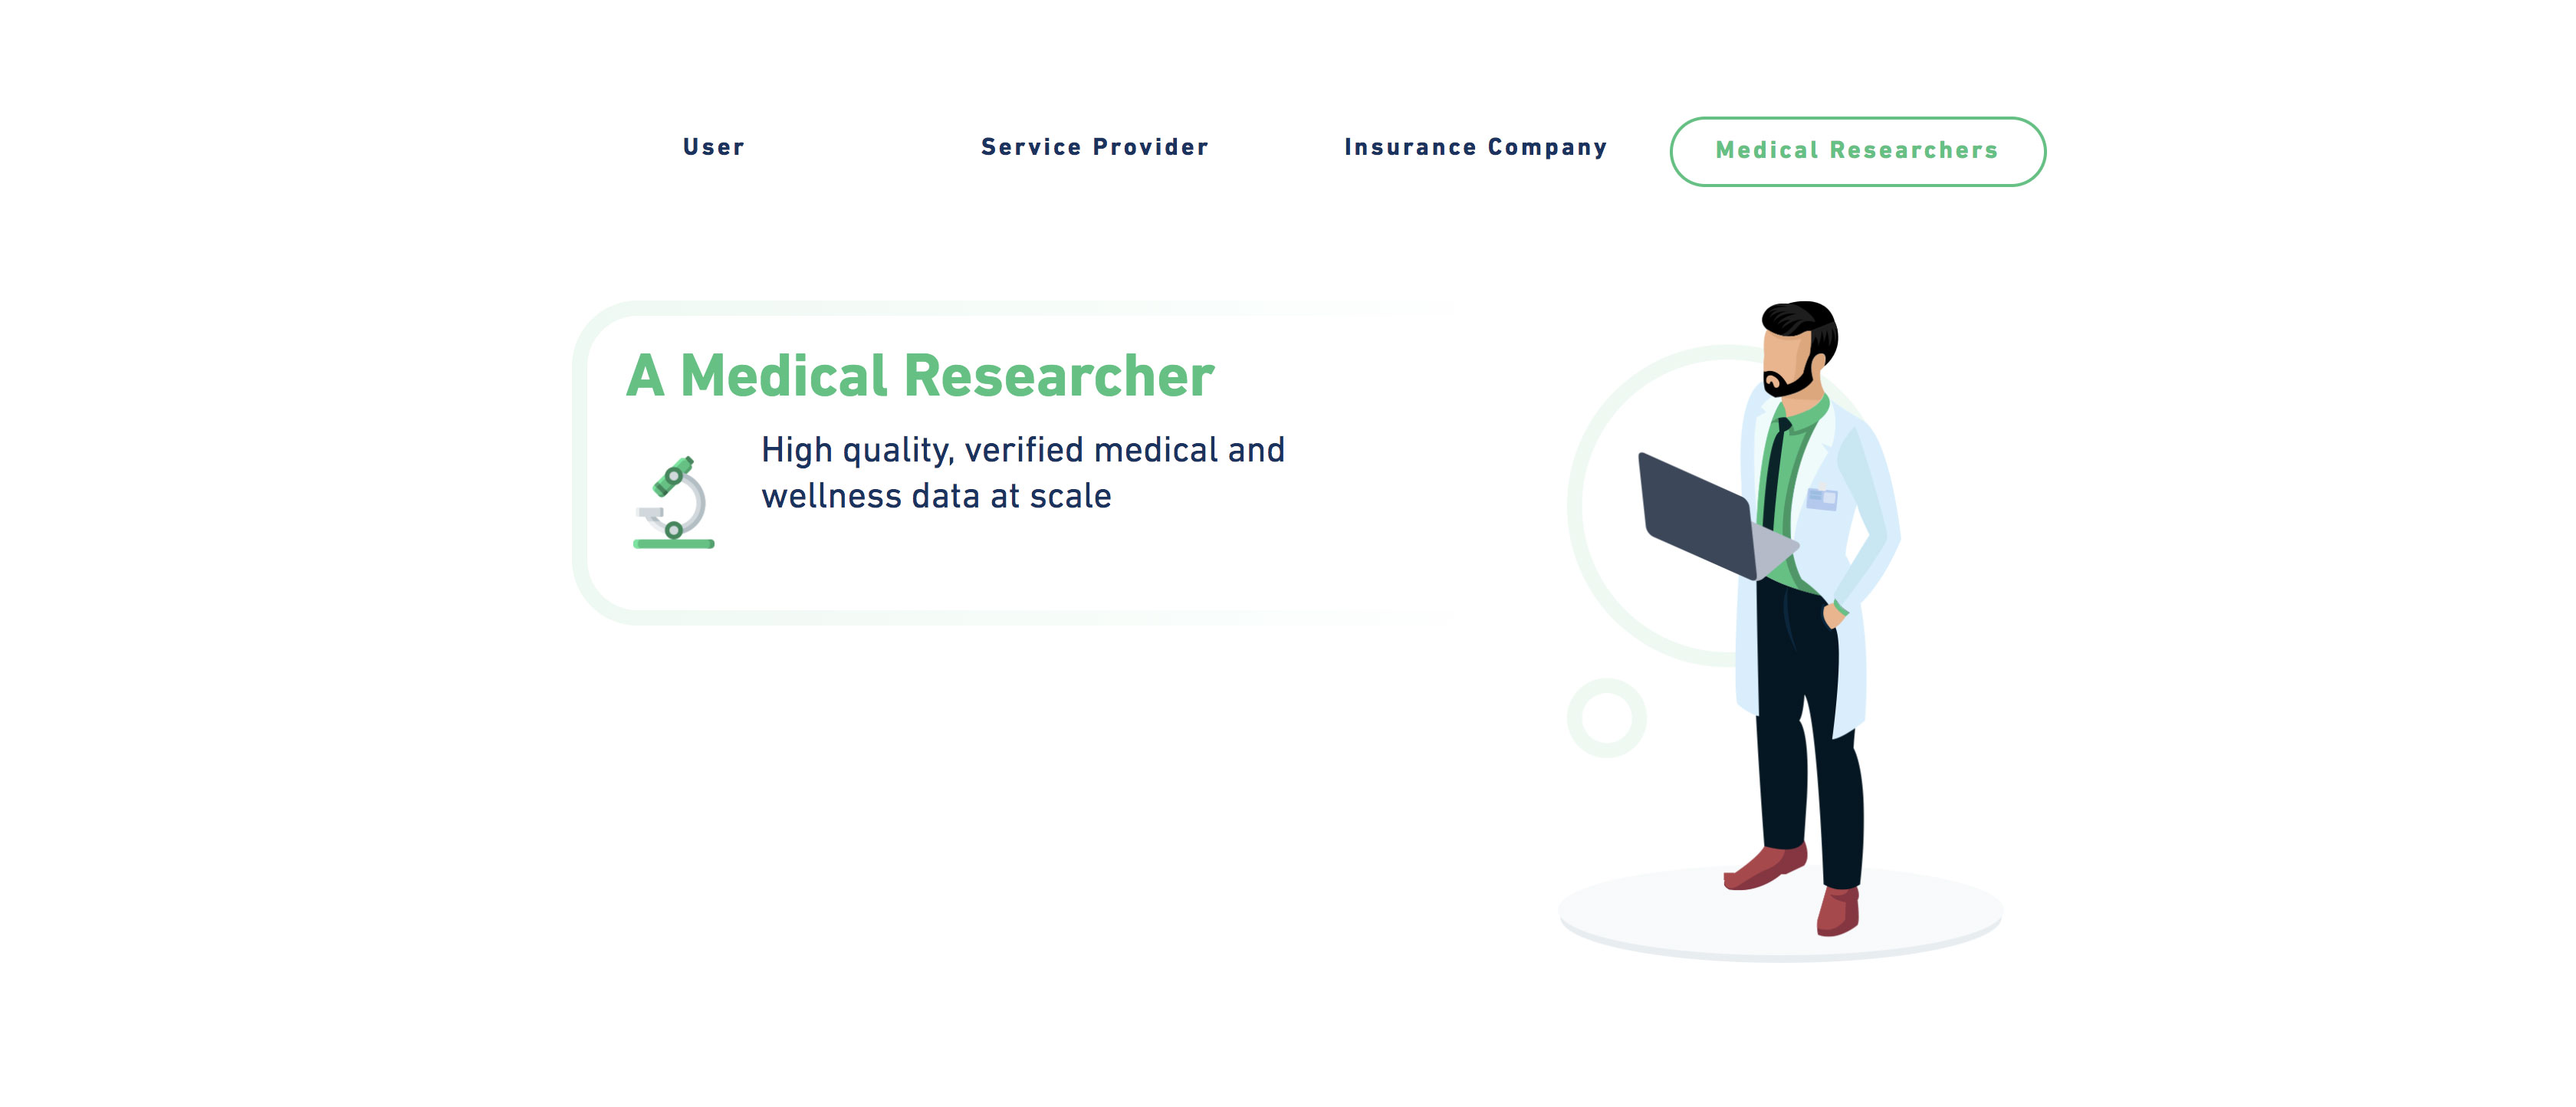 User
Service Provider
Insurance Company
Medical Researchers
A Medical Researcher
High quality, verified medical and
wellness data at scale